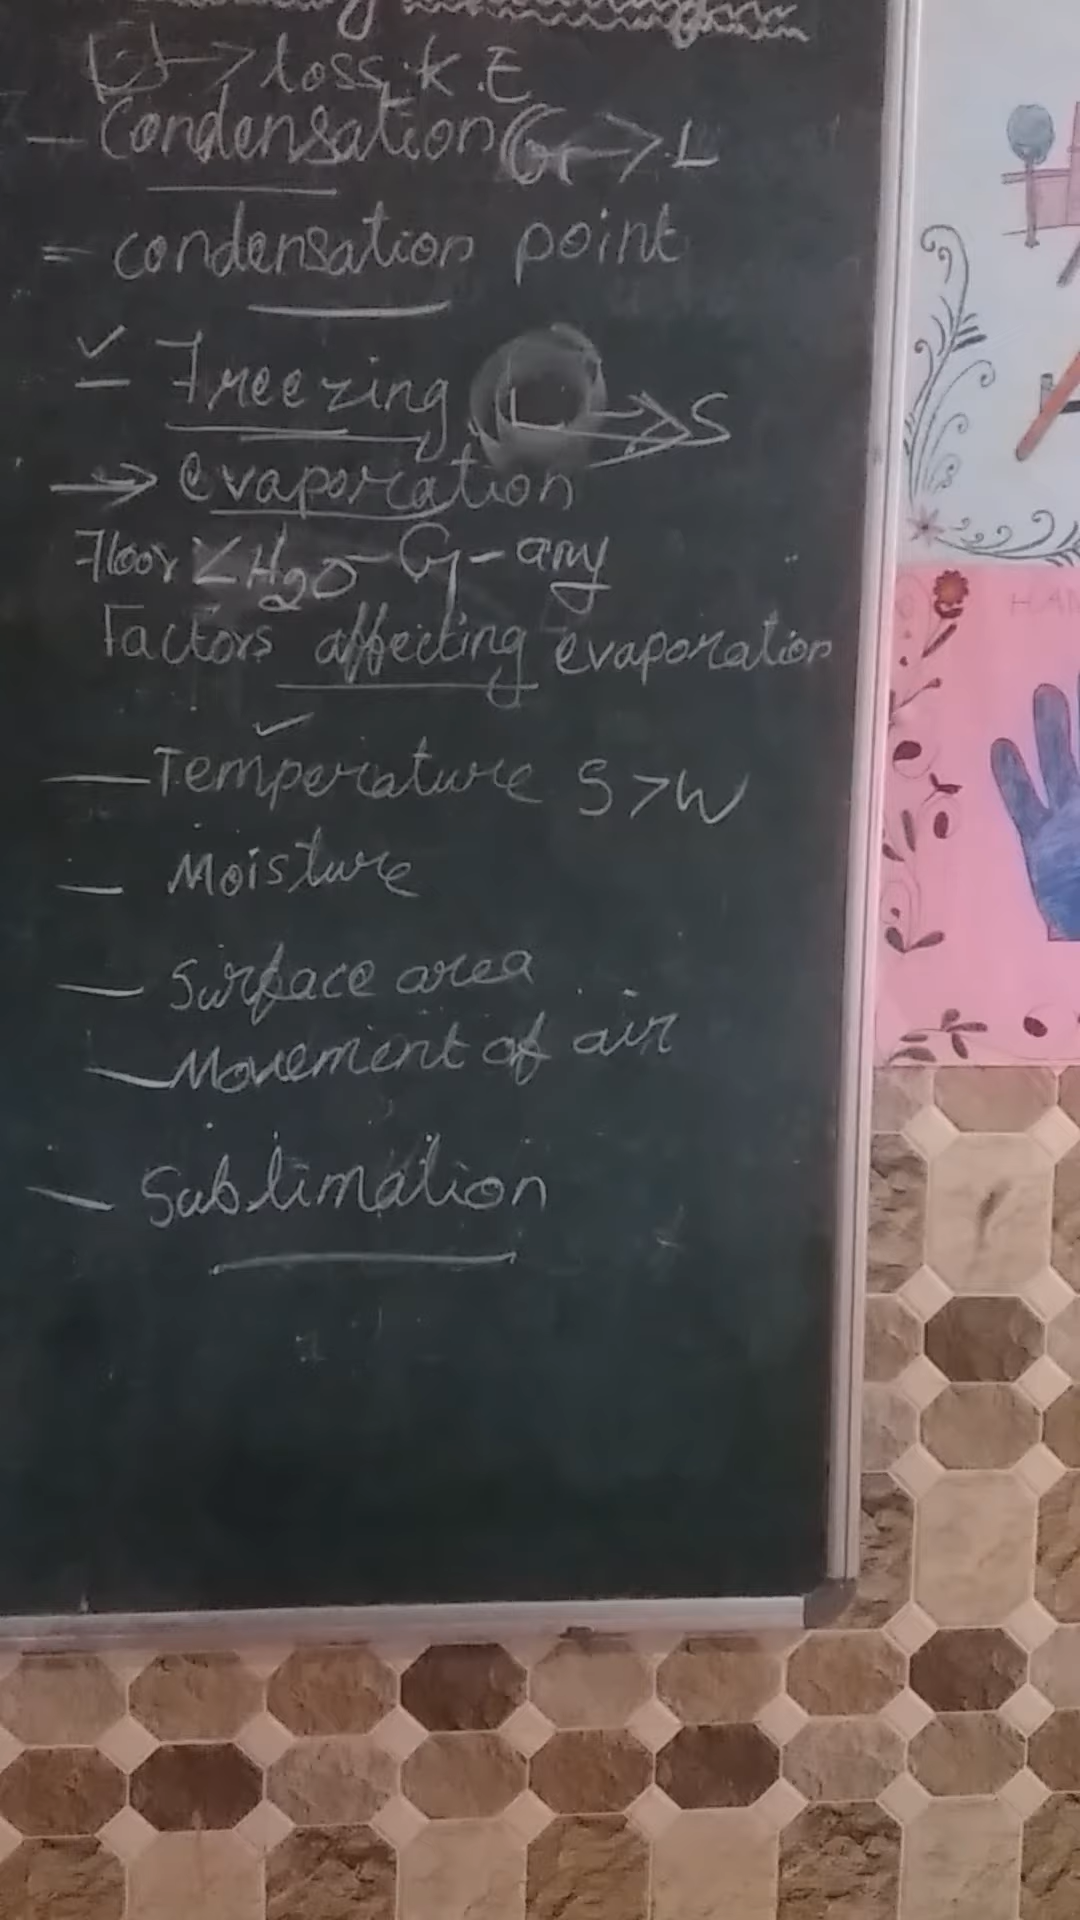 loss K.E
— Condensation G → L
= condensation point
✓
— Freezing L → S
→ evaporation
Floor < H2O - G - any
Factors affecting evaporation
✓
— Temperature S > W
— Moisture
— Surface area
— Movement of air
— Sublimation
HAN